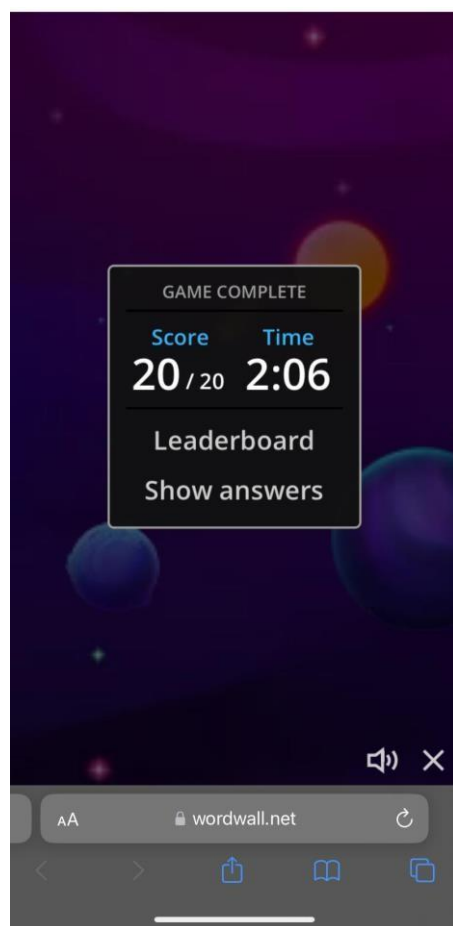 GAME COMPLETE
Score Time
20 / 20 2:06
Leaderboard
Show answers
AA wordwall.net